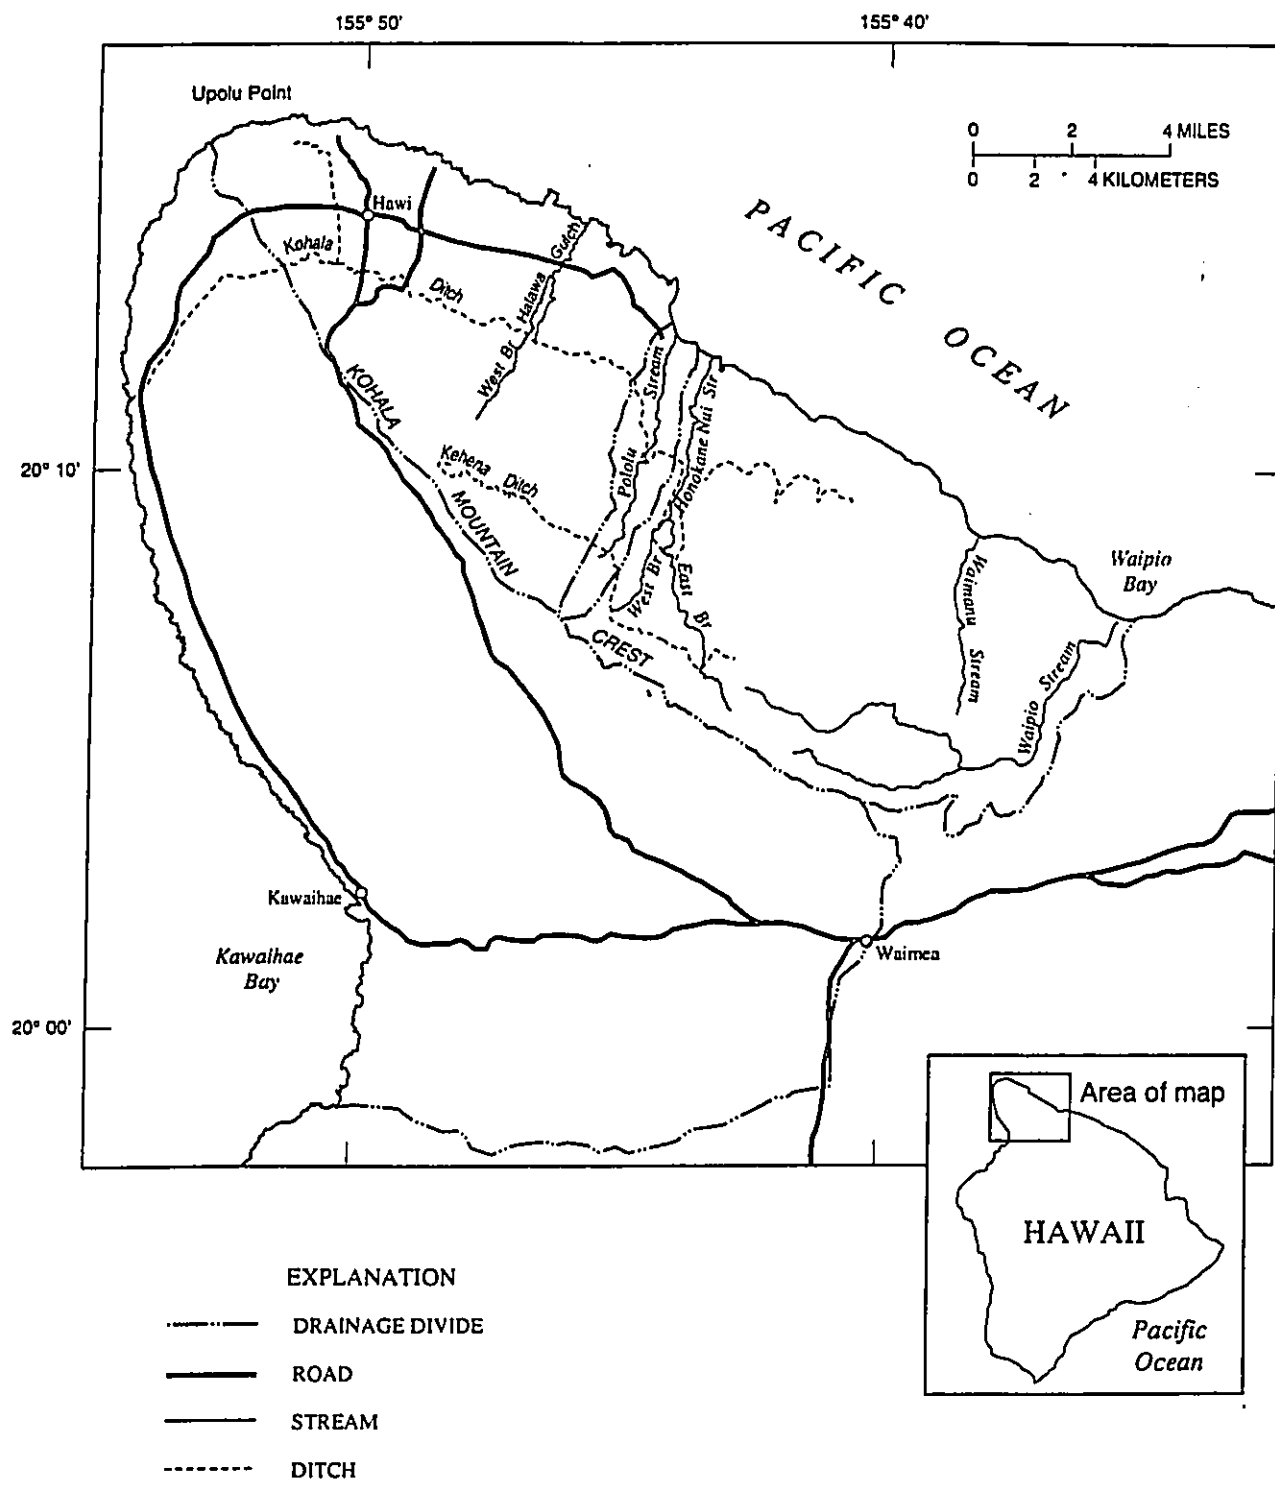 155° 50'
155° 40'
Upolu Point
0 2 4 MILES
0 2 4 KILOMETERS
Hawi
PACIFIC OCEAN
Kohala
Ditch
West Br Halawa Gulch
KOHALA
MOUNTAIN
CREST
Pololu Stream
Honokane Nui Str
20° 10'
Kehena Ditch
West Br
East Br
Waimanu Stream
Waipio
Bay
Waipio Stream
Kawaihae
Kawaihae
Bay
Waimea
20° 00'
Area of map
HAWAII
Pacific
Ocean
EXPLANATION
DRAINAGE DIVIDE
ROAD
STREAM
DITCH